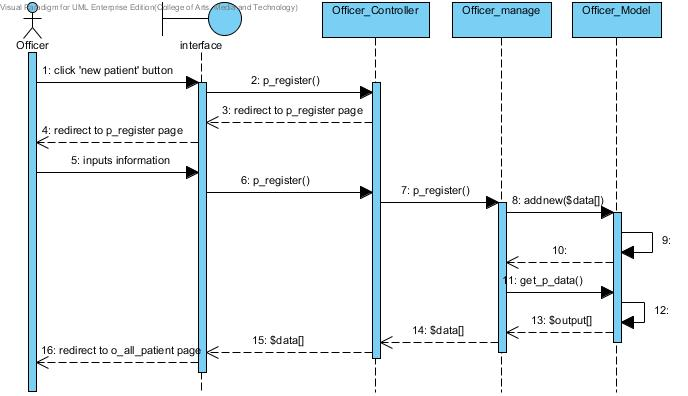 Visual Paradigm for UML Enterprise Edition(College of Arts, Media and Technology)
Officer
interface
Officer_Controller
Officer_manage
Officer_Model
1: click 'new patient' button
2: p_register()
3: redirect to p_register page
4: redirect to p_register page
5: inputs information
6: p_register()
7: p_register()
8: addnew($data[])
9:
10:
11: get_p_data()
12:
13: $output[]
14: $data[]
15: $data[]
16: redirect to o_all_patient page